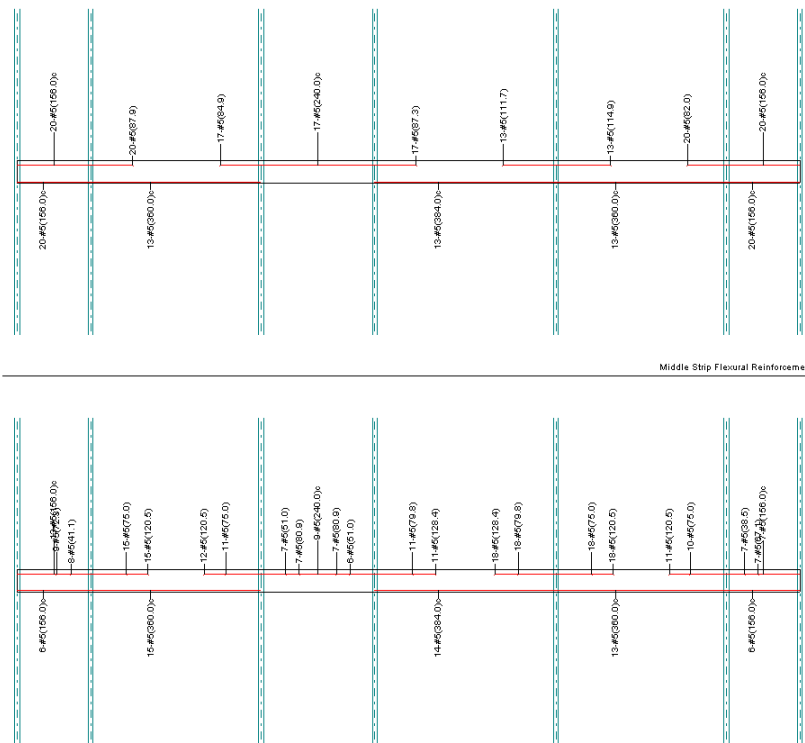 20-#5(156.0)c
20-#5(87.9)
17-#5(84.9)
17-#5(240.0)c
17-#5(87.3)
13-#5(111.7)
13-#5(114.9)
20-#5(82.0)
20-#5(156.0)c
20-#5(156.0)c
13-#5(360.0)c
13-#5(384.0)c
13-#5(360.0)c
20-#5(156.0)c
Middle Strip Flexural Reinforceme
8-#5(41.1)
15-#5(75.0)
15-#5(120.5)
12-#5(120.5)
11-#5(75.0)
7-#5(51.0)
7-#5(80.9)
9-#5(240.0)c
7-#5(80.9)
6-#5(51.0)
11-#5(79.8)
11-#5(128.4)
18-#5(128.4)
18-#5(79.8)
18-#5(75.0)
18-#5(120.5)
11-#5(120.5)
10-#5(75.0)
7-#5(38.5)
6-#5(156.0)c
15-#5(360.0)c
14-#5(384.0)c
13-#5(360.0)c
6-#5(156.0)c